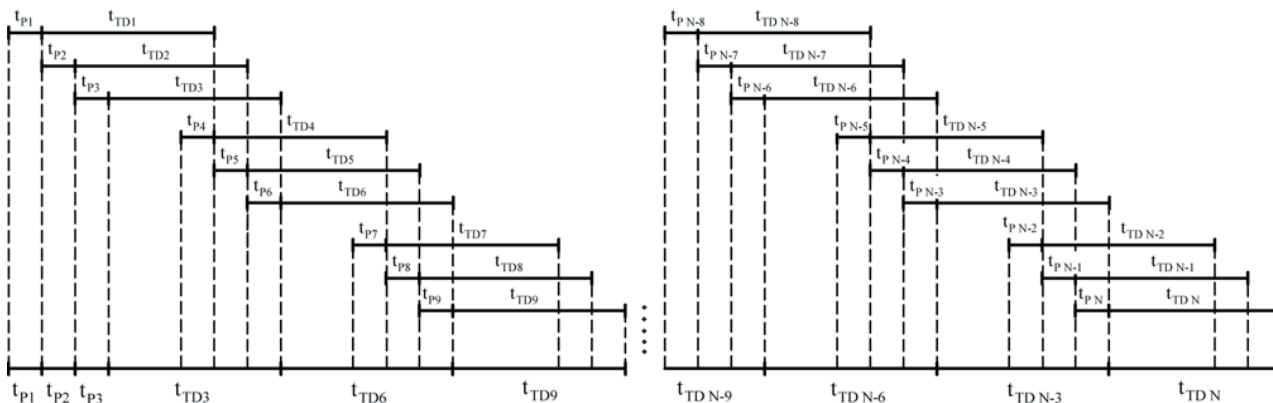 tP1 tTD1 tP N-8 tTD N-8
tP2 tTD2 tP N-7 tTD N-7
tP3 tTD3 tP N-6 tTD N-6
tP4 tTD4 tP N-5 tTD N-5
tP5 tTD5 tP N-4 tTD N-4
tP6 tTD6 tP N-3 tTD N-3
tP7 tTD7 tP N-2 tTD N-2
tP8 tTD8 tP N-1 tTD N-1
tP9 tTD9 tP N tTD N
tP1 tP2 tP3 tTD3 tTD6 tTD9 tTD N-9 tTD N-6 tTD N-3 tTD N